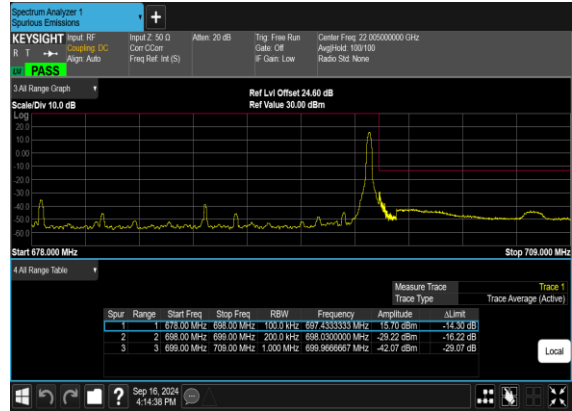 Spectrum Analyzer 1
Spurious Emissions
KEYSIGHT Input: RF Input Z: 50 Ω Atten: 20 dB Trig: Free Run Center Freq: 22.005000000 GHz
R T Coupling: DC Corr CCorr Gate: Off Avg|Hold: 100/100
Align: Auto Freq Ref: Int (S) IF Gain: Low Radio Std: None
PASS
3 All Range Graph
Ref Lvl Offset 24.60 dB
Scale/Div 10.0 dB Ref Value 30.00 dBm
Log
20.0
10.0
0.00
-10.0
-20.0
-30.0
-40.0
-50.0
-60.0
Start 678.000 MHz Stop 709.000 MHz
4 All Range Table
Measure Trace Trace 1
Trace Type Trace Average (Active)
Spur Range Start Freq Stop Freq RBW Frequency Amplitude ΔLimit
1 1 678.00 MHz 698.00 MHz 100.0 kHz 697.4333333 MHz 15.70 dBm -14.30 dB
2 2 698.00 MHz 699.00 MHz 200.0 kHz 698.0300000 MHz -29.22 dBm -16.22 dB
3 3 699.00 MHz 709.00 MHz 1.000 MHz 699.9666667 MHz -42.07 dBm -29.07 dB
Local
? Sep 16, 2024
4:14:38 PM